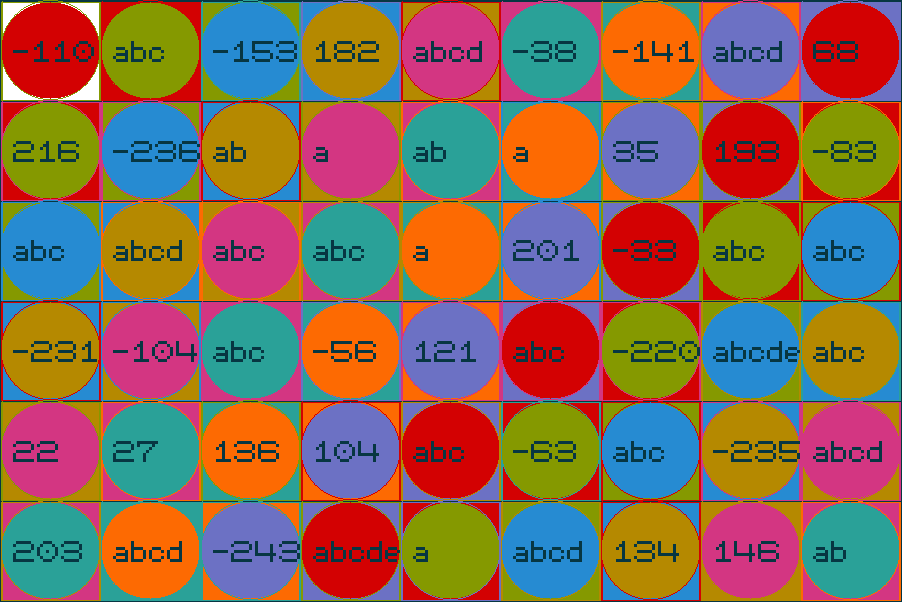 -110 abc -153 182 abcd -38 -141 abcd 68
216 -236 ab a ab a 35 193 -83
abc abcd abc abc a 201 -33 abc abc
-231 -104 abc -56 121 abc -220 abcde abc
22 27 136 104 abc -63 abc -235 abcd
203 abcd -243 abcde a abcd 134 146 ab